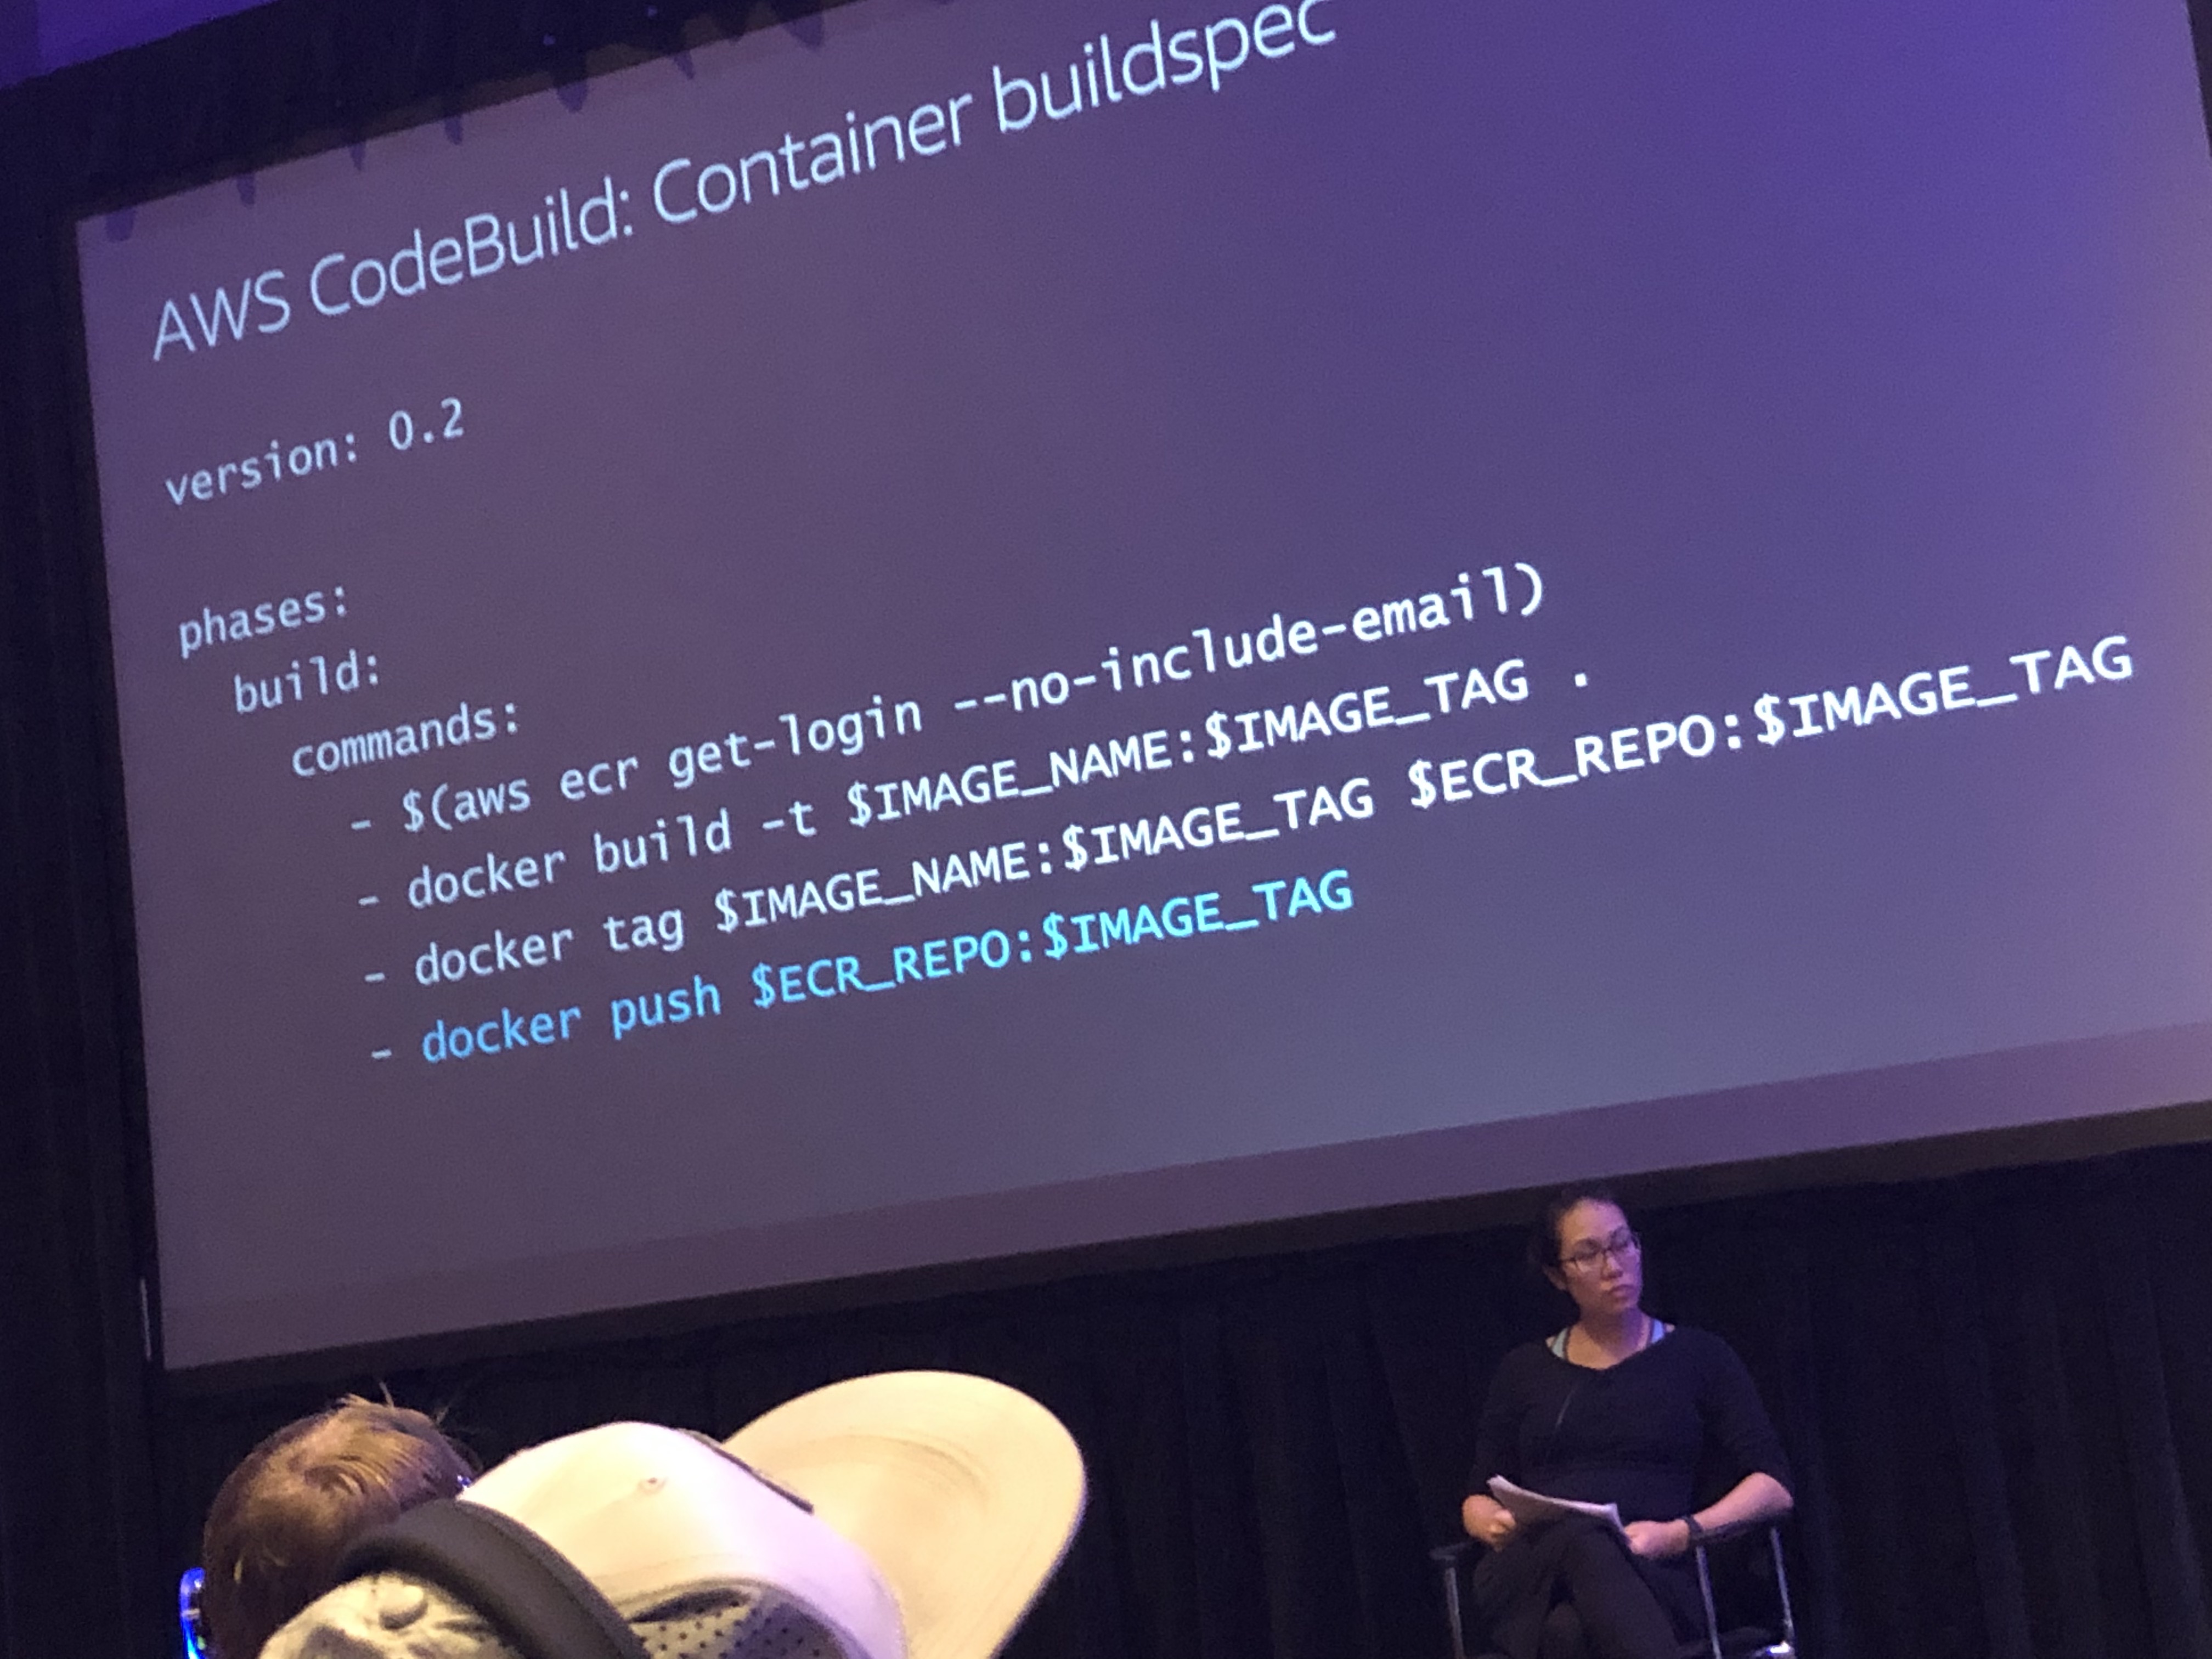 AWS CodeBuild: Container buildspec
version: 0.2
phases:
build:
commands:
- $(aws ecr get-login --no-include-email)
- docker build -t $IMAGE_NAME:$IMAGE_TAG .
- docker tag $IMAGE_NAME:$IMAGE_TAG $ECR_REPO:$IMAGE_TAG
- docker push $ECR_REPO:$IMAGE_TAG